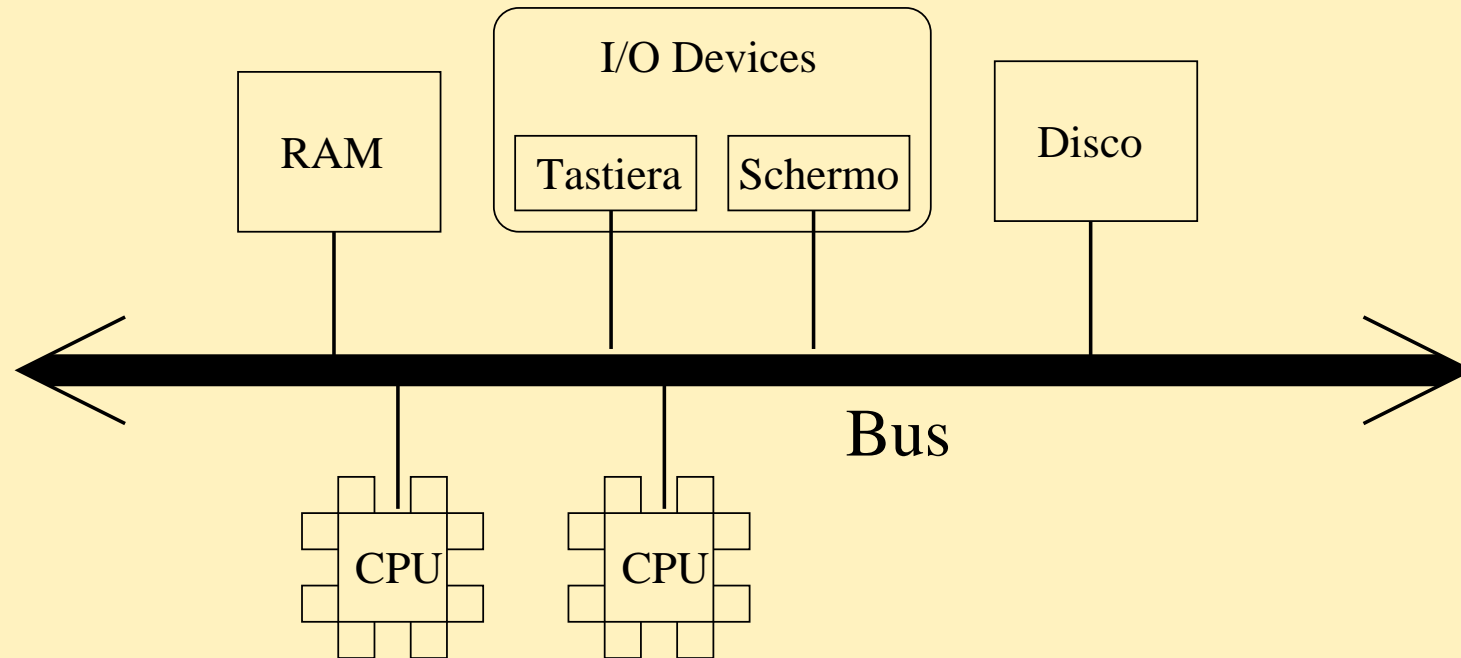 I/O Devices
RAM
Tastiera
Schermo
Disco
Bus
CPU
CPU